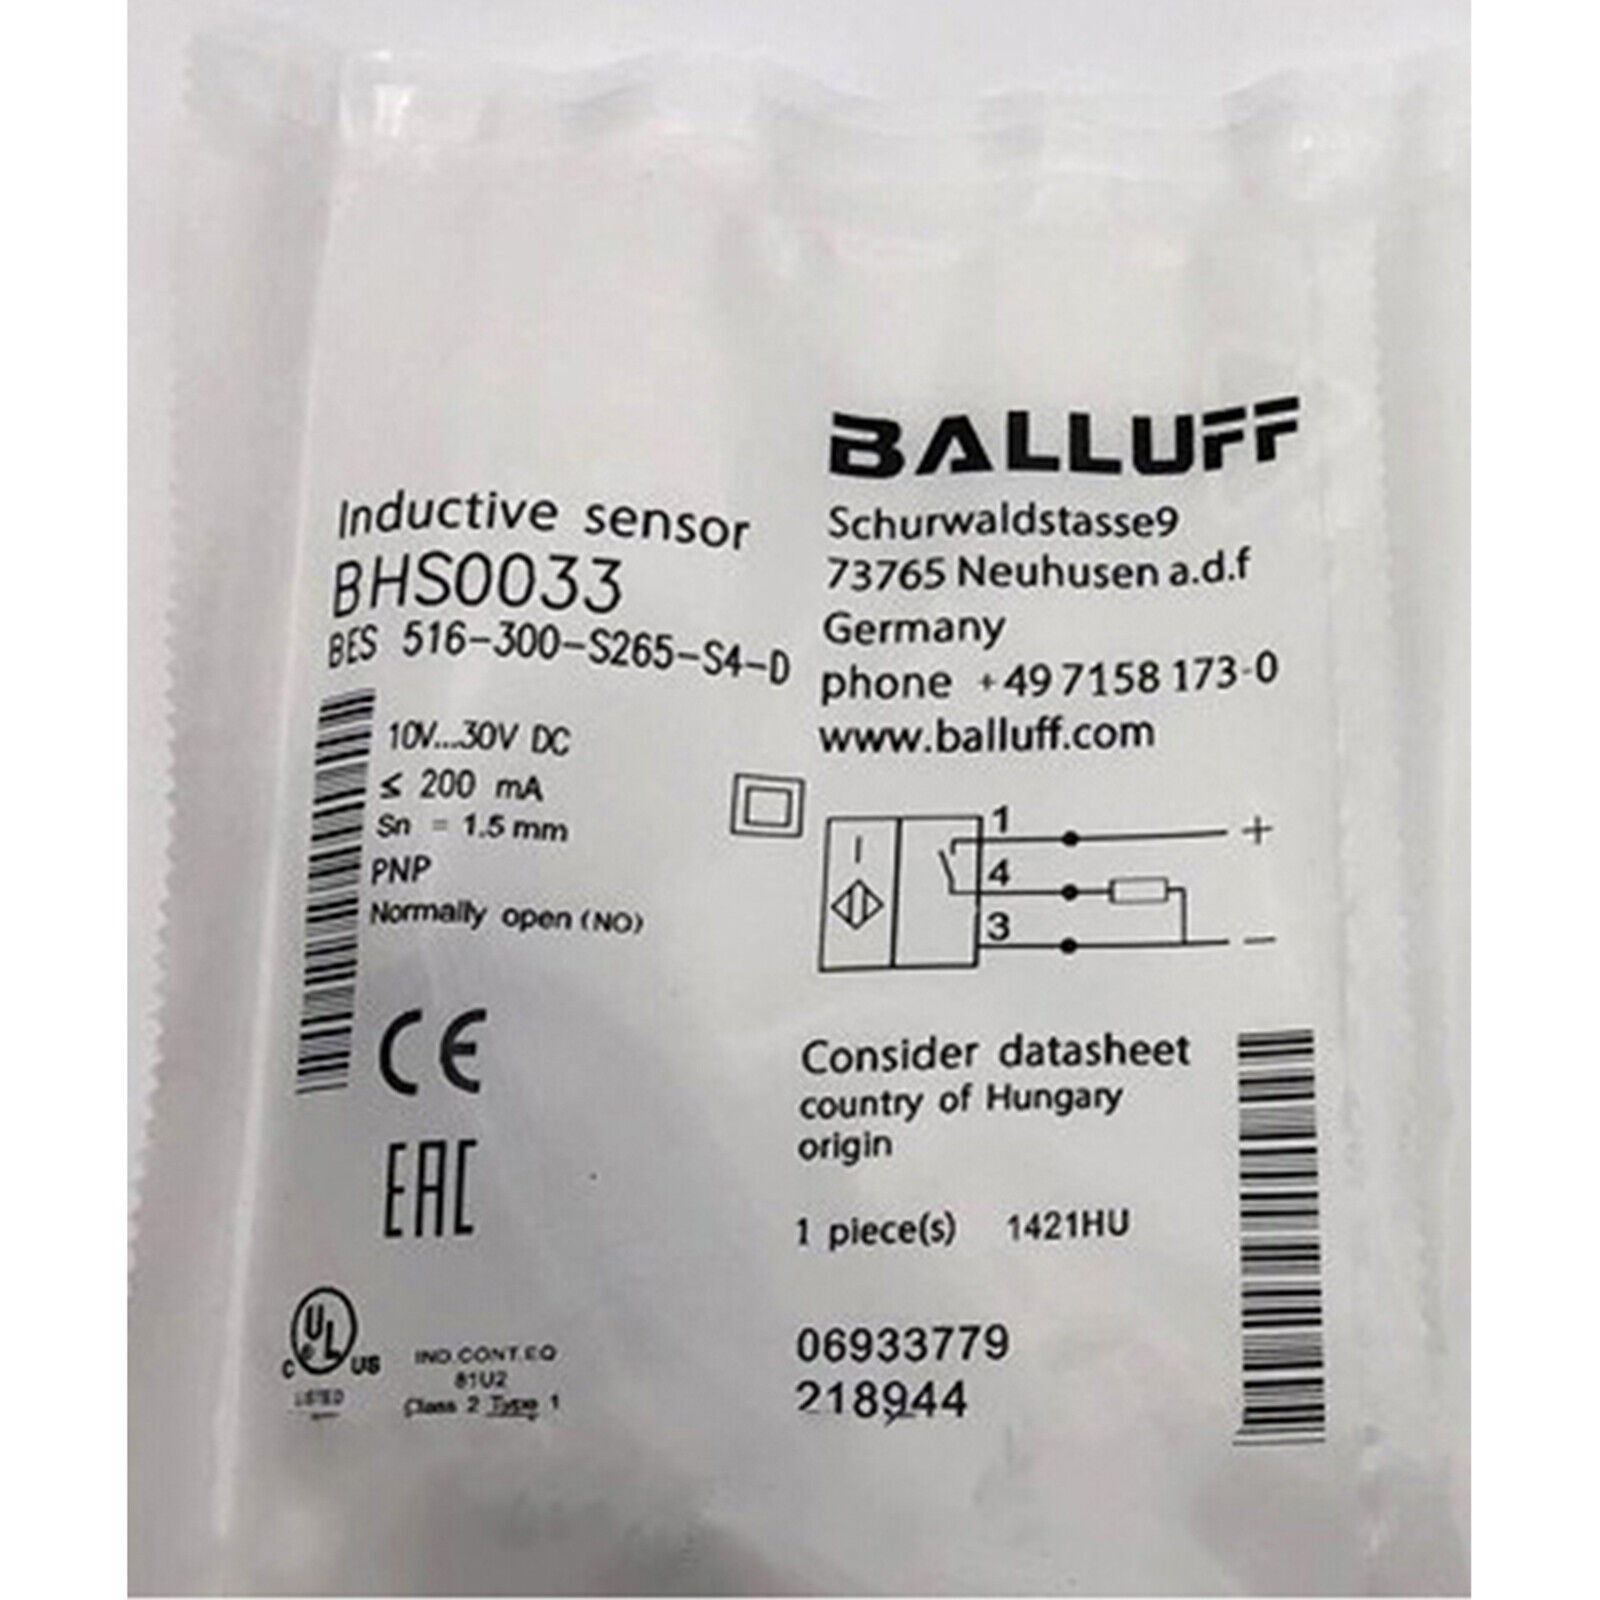 BALLUFF
Schurwaldstasse9
73765 Neuhusen a.d.f
Germany
phone +49 7158 173-0
www.balluff.com
Inductive sensor
BHS0033
BES 516-300-S265-S4-D
10V...30V DC
≤ 200 mA
Sn = 1.5 mm
PNP
Normally open (NO)
1
+
4
3
−
CE
EAC
Consider datasheet
country of Hungary
origin
1 piece(s) 1421HU
06933779
218944
C UL US
LISTED
IND.CONT.EQ
81U2
Class 2 Type 1